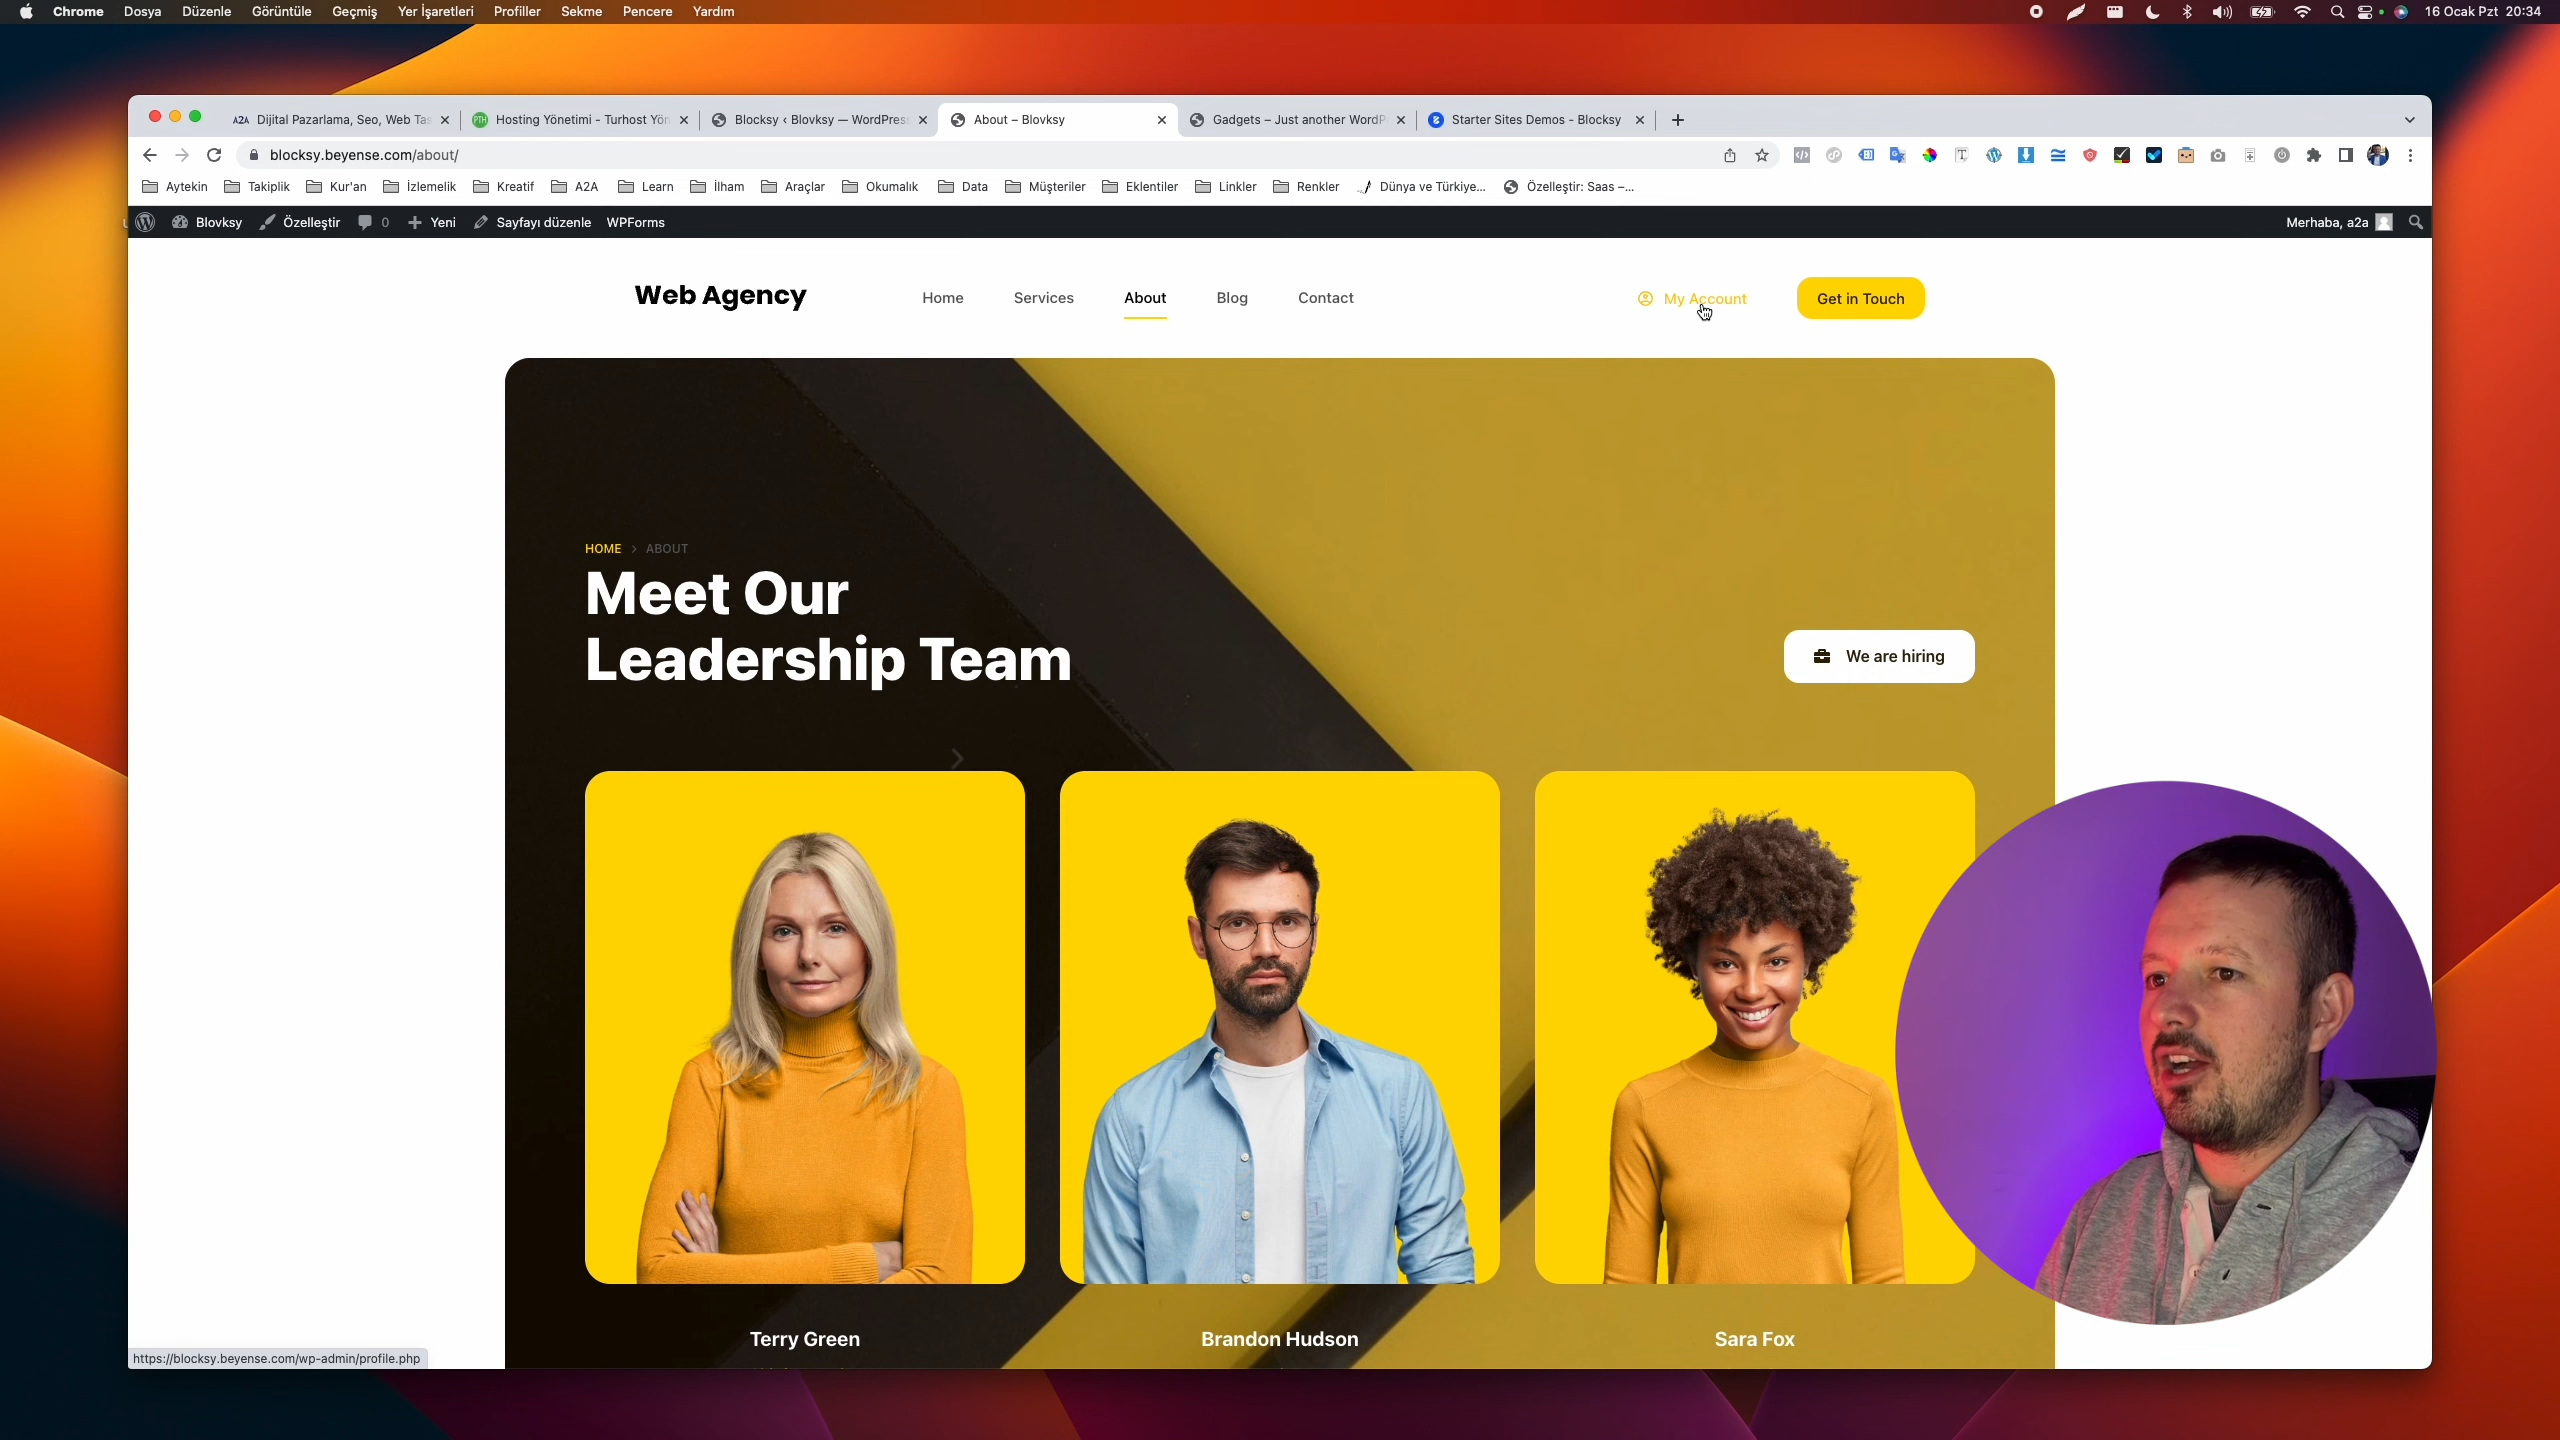 Chrome Dosya Düzenle Görüntüle Geçmiş Yer İşaretleri Profiller Sekme Pencere Yardım
16 Ocak Pzt 20:34
A2A Dijital Pazarlama, Seo, Web Tas
PTH Hosting Yönetimi - Turhost Yön
Blocksy ‹ Blovksy — WordPress
About – Blovksy
Gadgets – Just another WordP
Starter Sites Demos - Blocksy
blocksy.beyense.com/about/
Aytekin Takiplik Kur'an İzlemelik Kreatif A2A Learn İlham Araçlar Okumalık Data Müşteriler Eklentiler Linkler Renkler Dünya ve Türkiye... Özelleştir: Saas –...
Blovksy Özelleştir 0 Yeni Sayfayı düzenle WPForms
Merhaba, a2a
Web Agency
Home Services About Blog Contact
My Account
Get in Touch
HOME > ABOUT
Meet Our
Leadership Team
We are hiring
Terry Green
Brandon Hudson
Sara Fox
https://blocksy.beyense.com/wp-admin/profile.php